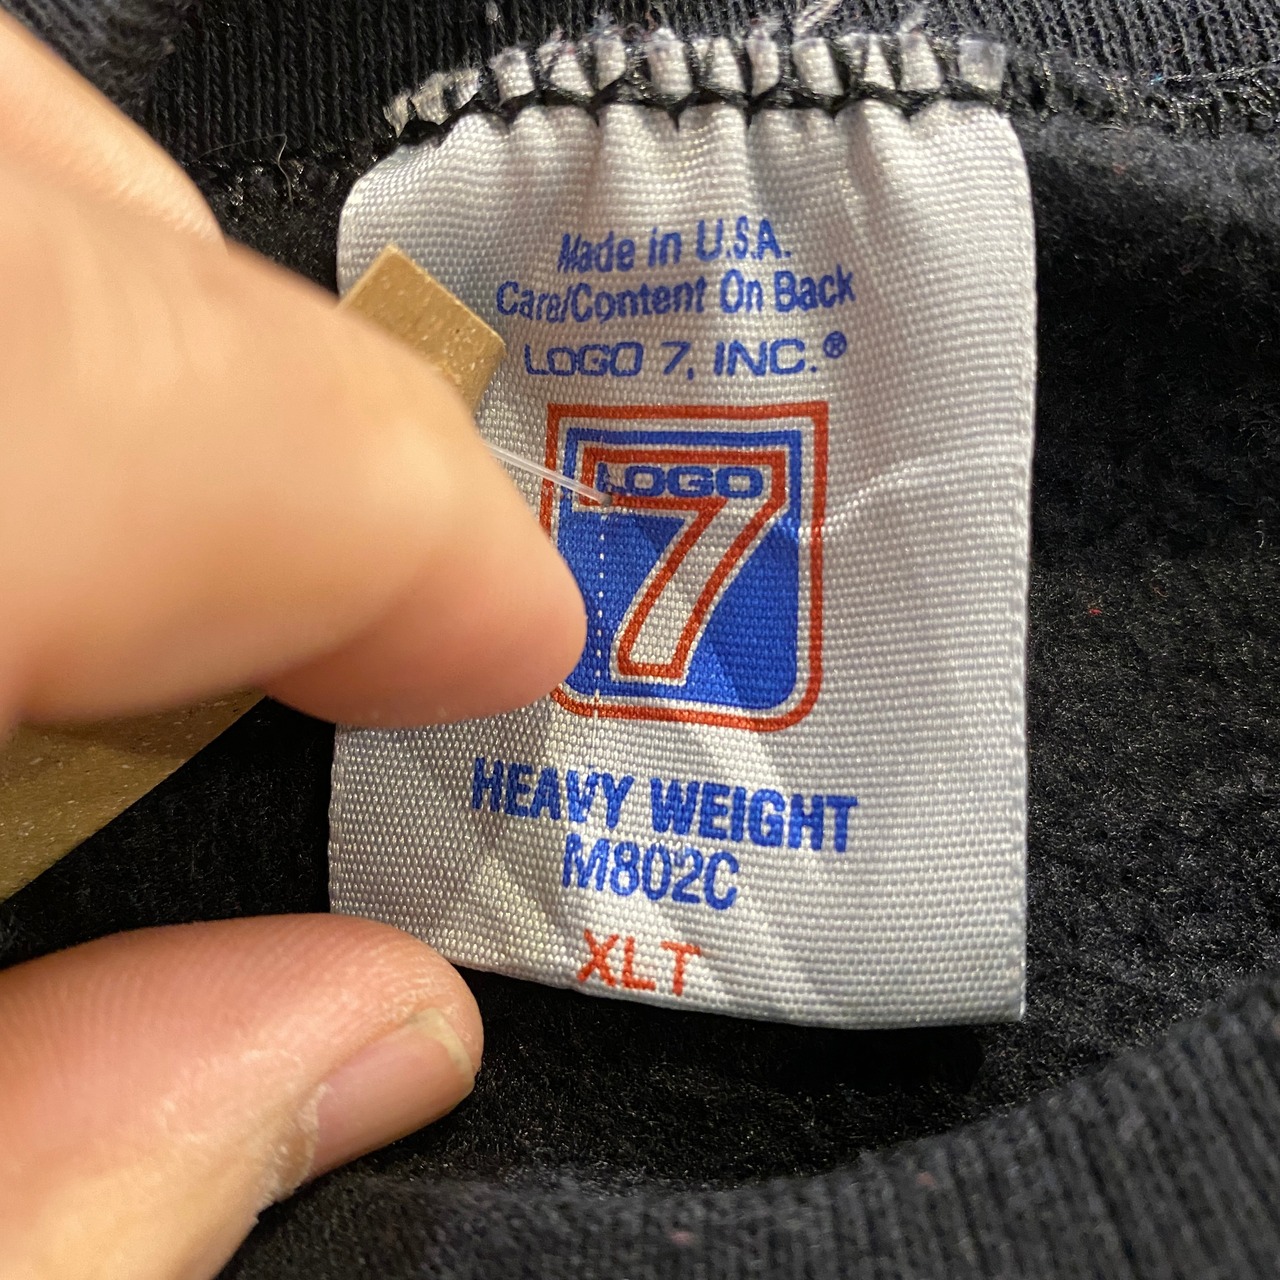 Made in U.S.A.
Care/Content On Back
LOGO 7, INC.®
LOGO
7
HEAVY WEIGHT
M802C
XLT